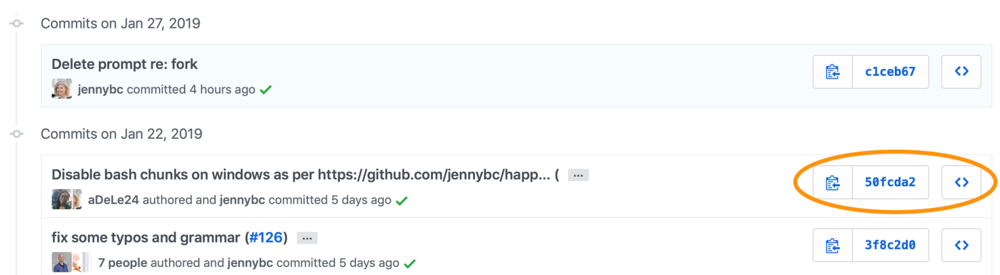 Commits on Jan 27, 2019
Delete prompt re: fork
jennybc committed 4 hours ago
c1ceb67
Commits on Jan 22, 2019
Disable bash chunks on windows as per https://github.com/jennybc/happ... ( ...
aDeLe24 authored and jennybc committed 5 days ago
50fcda2
fix some typos and grammar (#126) ...
7 people authored and jennybc committed 5 days ago
3f8c2d0